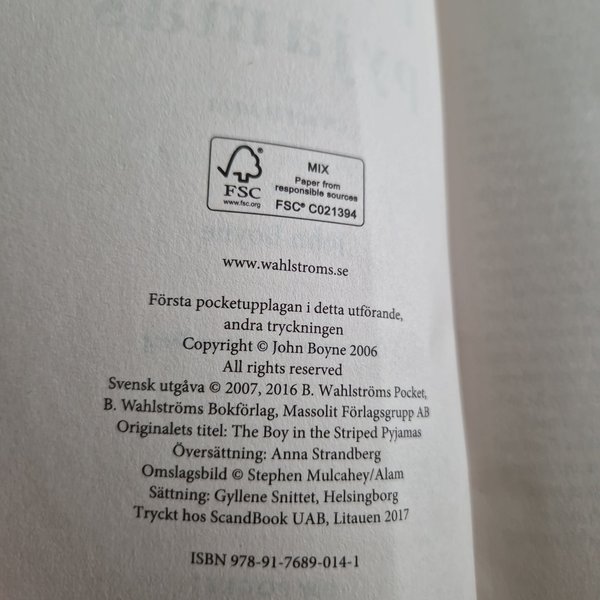 pyjamas
John Boyne
FSC
www.fsc.org
MIX
Paper from
responsible sources
FSC® C021394
www.wahlstroms.se
Första pocketupplagan i detta utförande,
andra tryckningen
Copyright © John Boyne 2006
All rights reserved
Svensk utgåva © 2007, 2016 B. Wahlströms Pocket,
B. Wahlströms Bokförlag, Massolit Förlagsgrupp AB
Originalets titel: The Boy in the Striped Pyjamas
Översättning: Anna Strandberg
Omslagsbild © Stephen Mulcahey/Alam
Sättning: Gyllene Snittet, Helsingborg
Tryckt hos ScandBook UAB, Litauen 2017
ISBN 978-91-7689-014-1